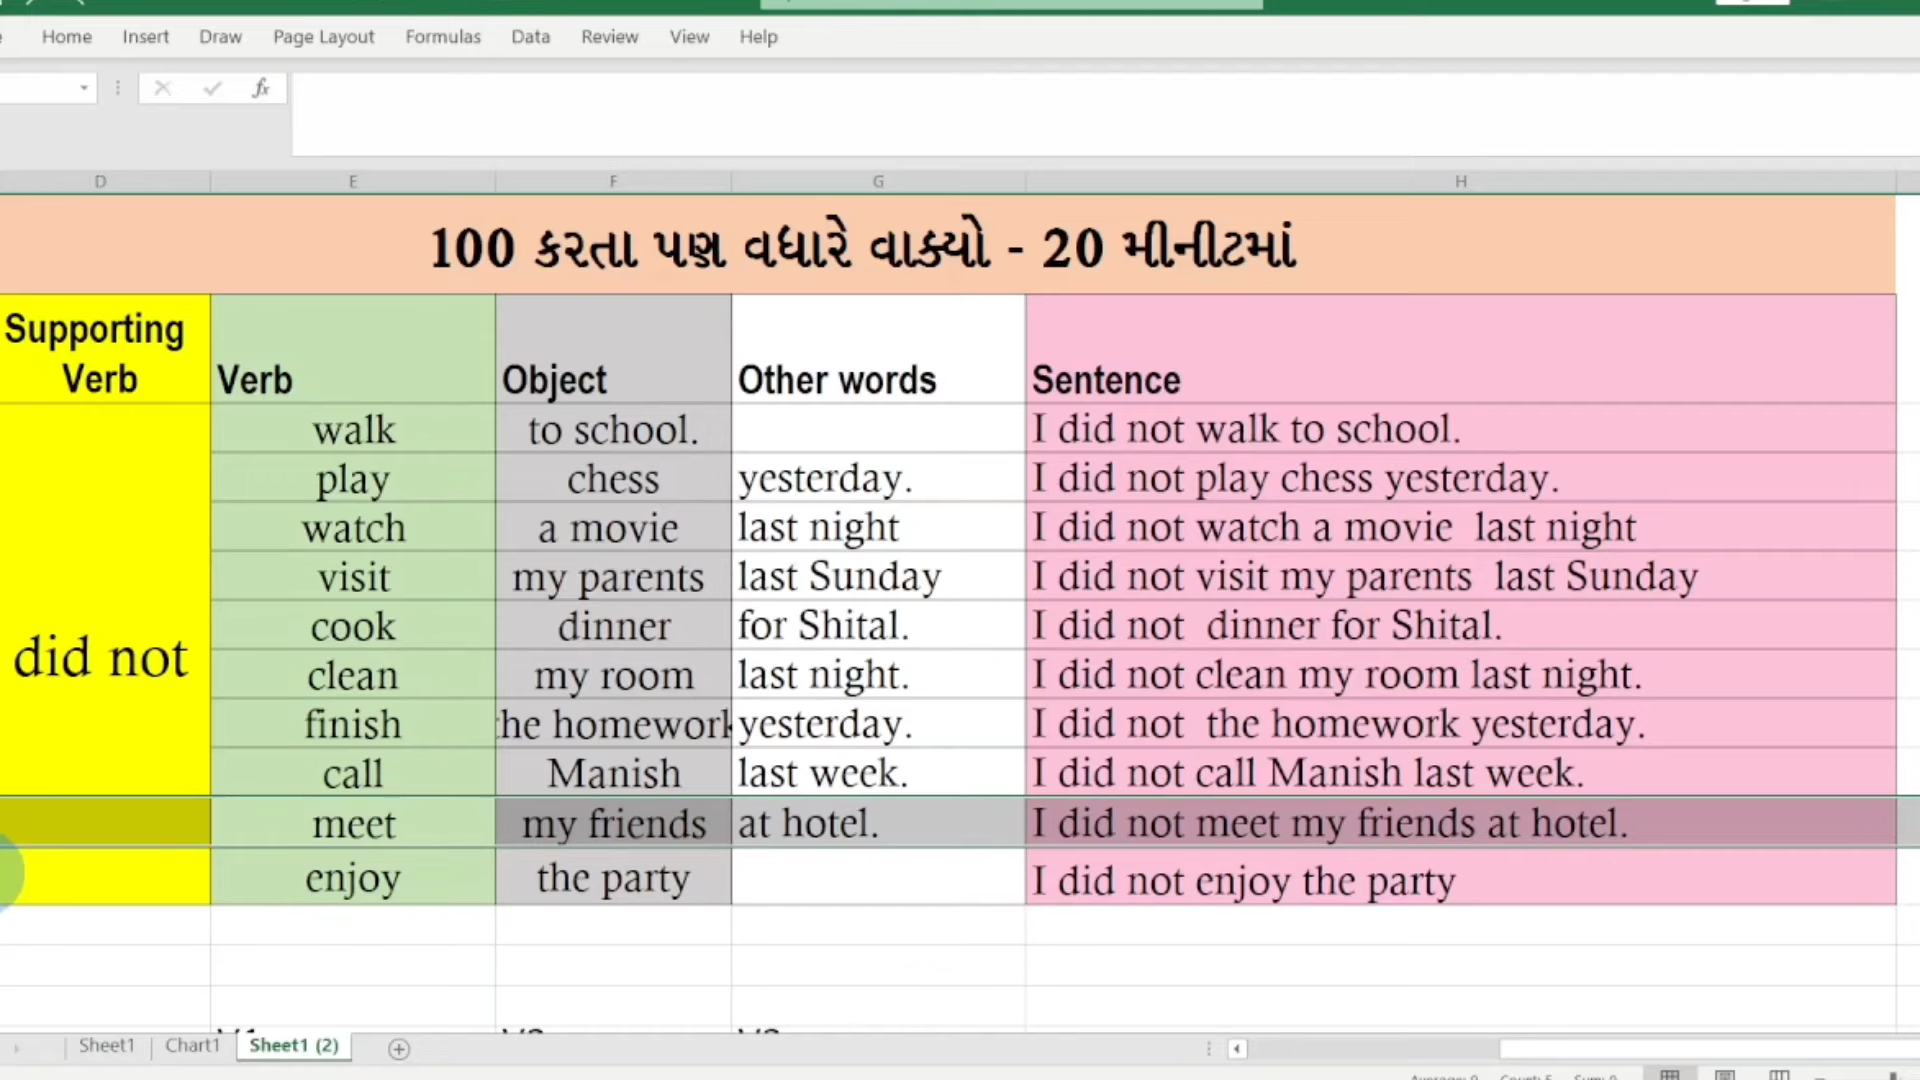 Home Insert Draw Page Layout Formulas Data Review View Help
fx
D E F G H
100 કરતા પણ વધારે વાક્યો - 20 મીનીટમાં
Supporting Verb Verb Object Other words Sentence
walk to school. I did not walk to school.
play chess yesterday. I did not play chess yesterday.
watch a movie last night I did not watch a movie last night
visit my parents last Sunday I did not visit my parents last Sunday
cook dinner for Shital. I did not dinner for Shital.
did not
clean my room last night. I did not clean my room last night.
finish he homework yesterday. I did not the homework yesterday.
call Manish last week. I did not call Manish last week.
meet my friends at hotel. I did not meet my friends at hotel.
enjoy the party I did not enjoy the party
Sheet1 Chart1 Sheet1 (2)